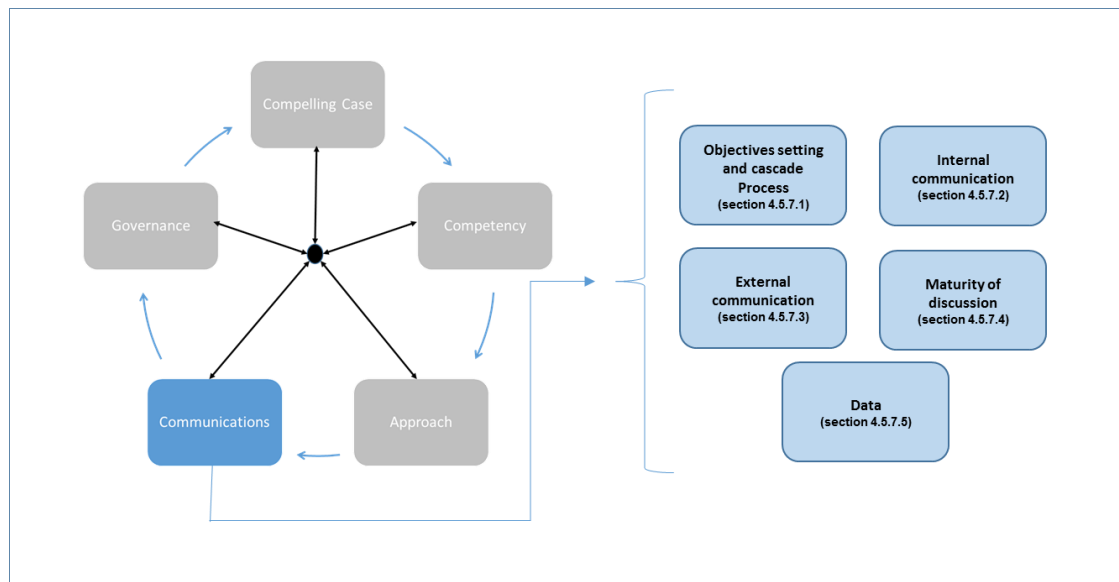 Compelling Case
Governance
Competency
Communications
Approach
Objectives setting
and cascade
Process
(section 4.5.7.1)
Internal
communication
(section 4.5.7.2)
External
communication
(section 4.5.7.3)
Maturity of
discussion
(section 4.5.7.4)
Data
(section 4.5.7.5)